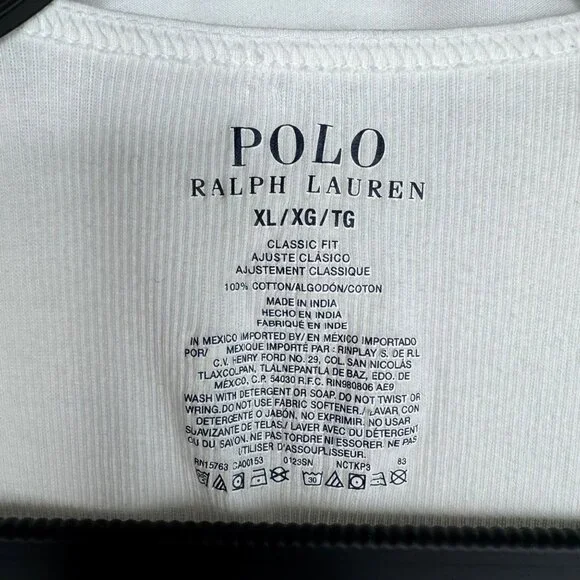 POLO
RALPH LAUREN
XL/XG/TG
CLASSIC FIT
AJUSTE CLÁSICO
AJUSTEMENT CLASSIQUE
100% COTTON/ALGODÓN/COTON
MADE IN INDIA
HECHO EN INDIA
FABRIQUÉ EN INDE
IN MEXICO IMPORTED BY/ EN MÉXICO IMPORTADO
POR/ MEXIQUE IMPORTÉ PAR : RINPLAY S. DE R.L
C.V. HENRY FORD NO. 29, COL. SAN NICOLÁS
TLAXCOLPAN, TLALNEPANTLA DE BAZ, EDO. DE
MÉXICO, C.P. 54030 R.F.C. RIN980806 AE9
WASH WITH DETERGENT OR SOAP. DO NOT TWIST OR
WRING.DO NOT USE FABRIC SOFTENER./ LAVAR CON
DETERGENTE O JABÓN, NO EXPRIMIR. NO USAR
SUAVIZANTE DE TELAS./ LAVER AVEC DU DÉTERGENT
OU DU SAVON. NE PAS TORDRE NI ESSORER NE PAS
UTILISER D'ASSOUPLISSEUR.
RN15763 CA00153 0123SN NCTKP3 83
30